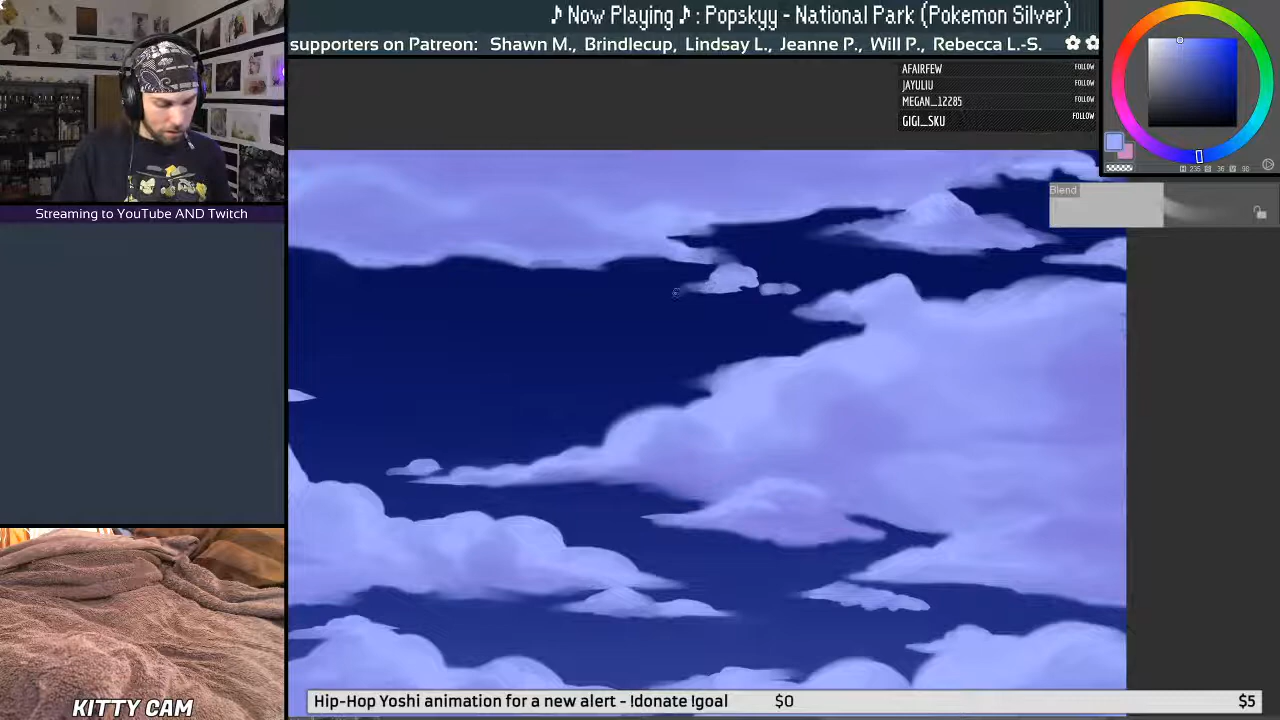 ♪ Now Playing ♪ : Popskyy - National Park (Pokemon Silver)
supporters on Patreon: Shawn M., Brindlecup, Lindsay L., Jeanne P., Will P., Rebecca L.-S. ✿ ✿
AFAIRFEW FOLLOW
JAYULIU FOLLOW
MEGAN_12285 FOLLOW
GIGI_SKU FOLLOW
Blend
Streaming to YouTube AND Twitch
KITTY CAM
Hip-Hop Yoshi animation for a new alert - !donate !goal $0 $5